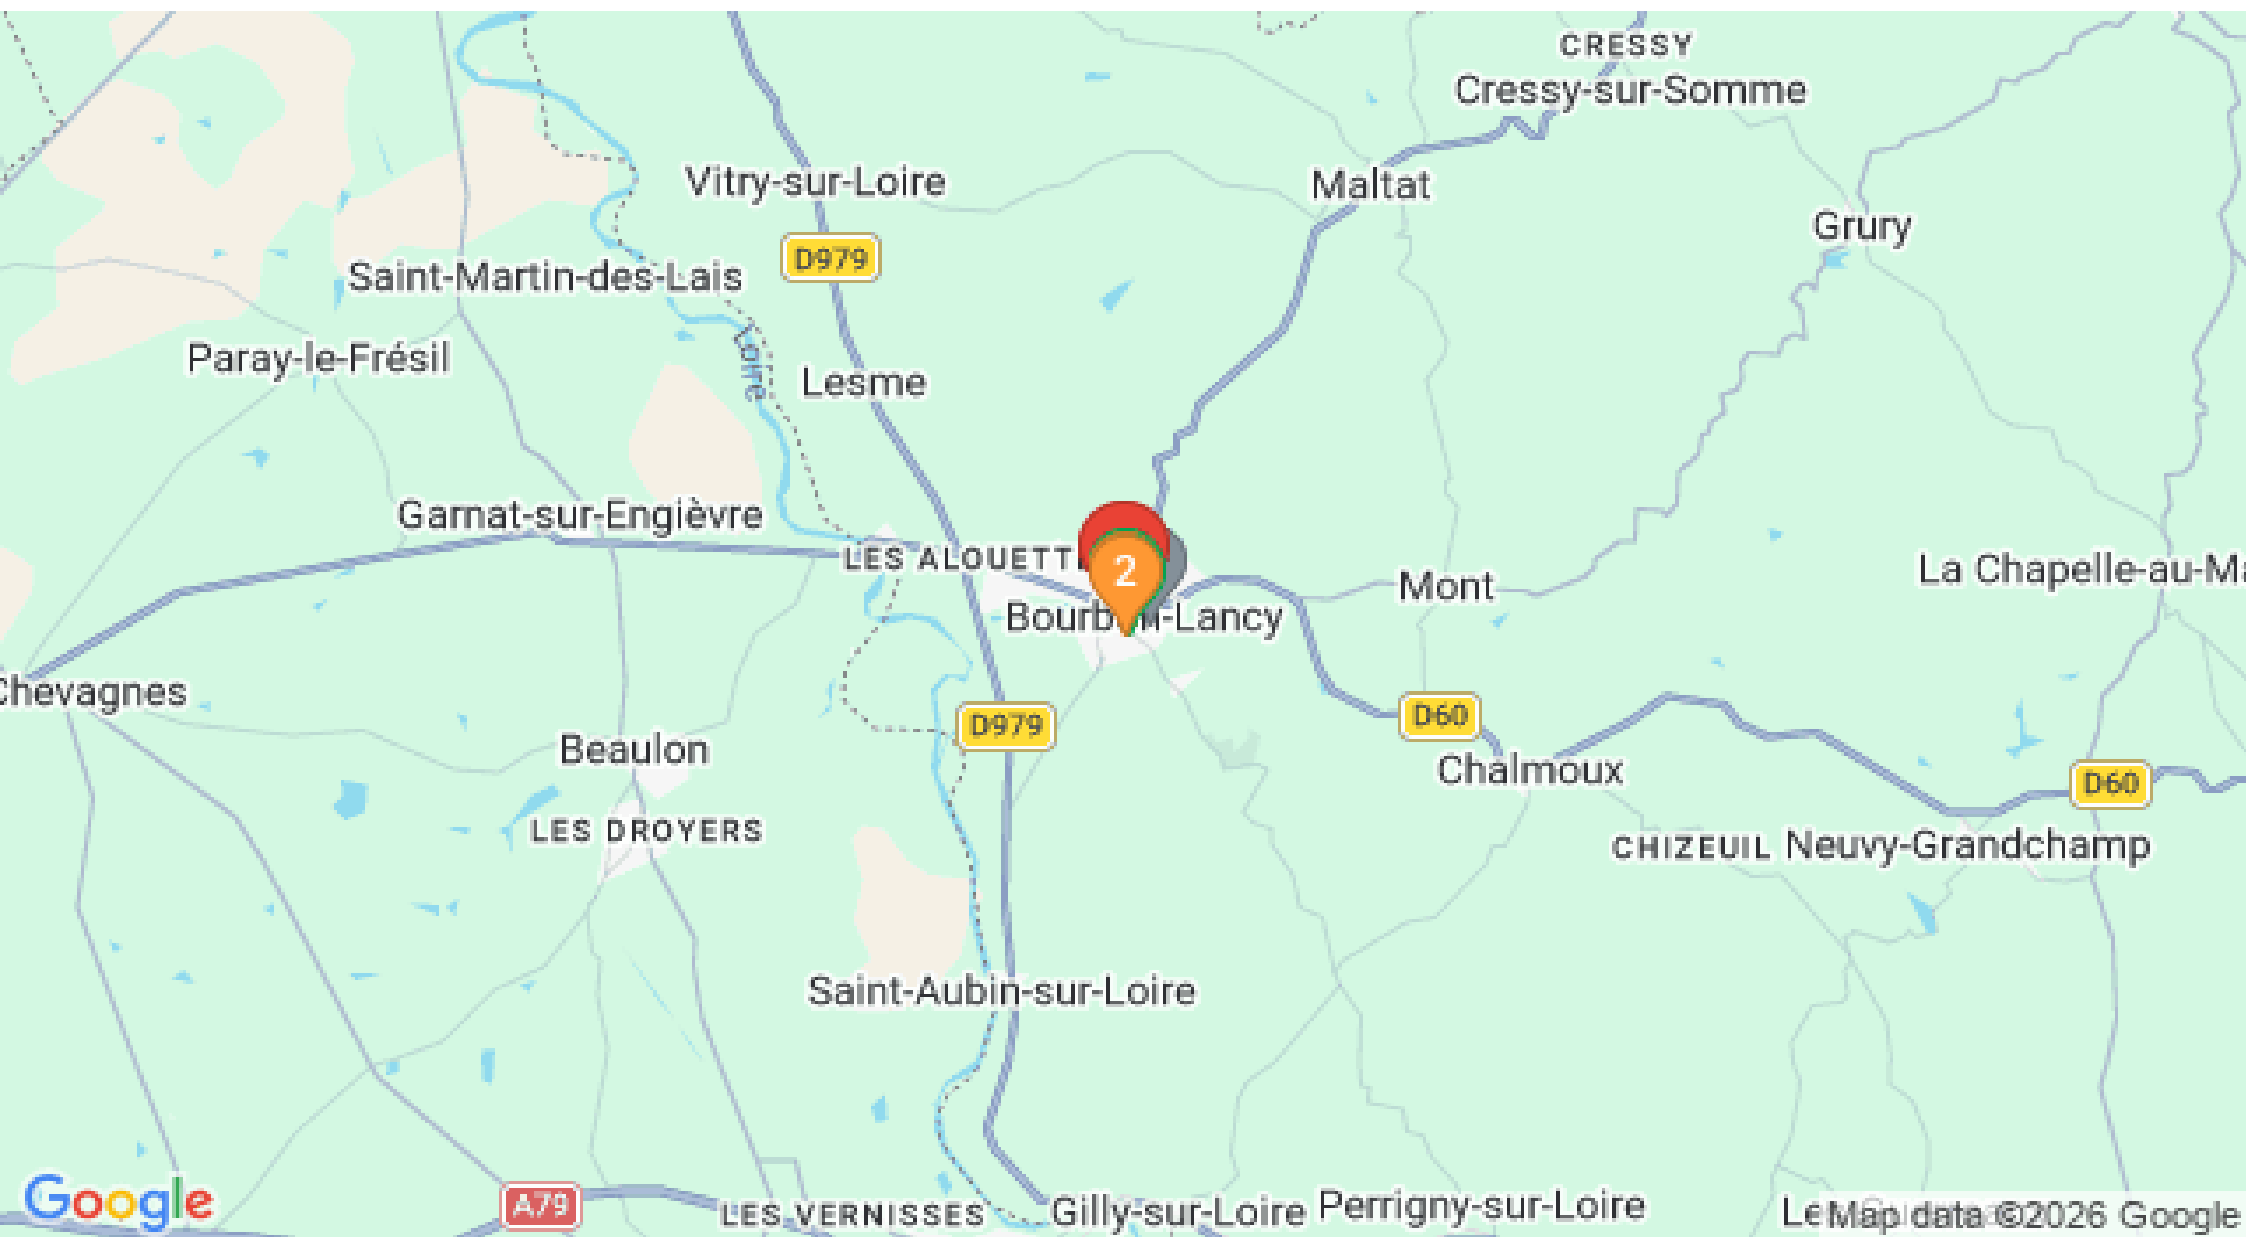 CRESSY
Cressy-sur-Somme
Vitry-sur-Loire
Maltat
Grury
D979
Saint-Martin-des-Lais
Loire
Paray-le-Frésil
Lesme
Garnat-sur-Engièvre
LES ALOUETT
2
La Chapelle-au-Ma
Mont
Bourb n-Lancy
Chevagnes
D979
D60
Beaulon
Chalmoux
D60
LES DROYERS
CHIZEUIL
Neuvy-Grandchamp
Saint-Aubin-sur-Loire
Google
A79
LES VERNISSES
Gilly-sur-Loire
Perrigny-sur-Loire
Map data ©2026 Google